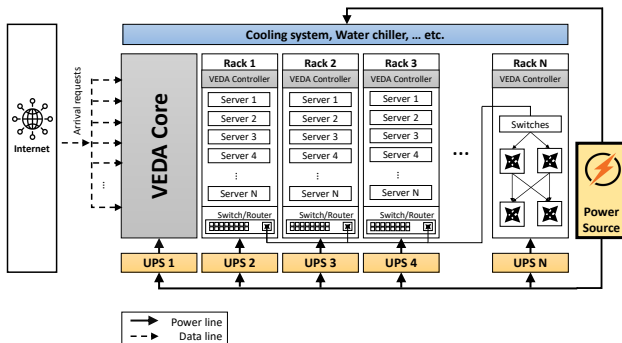 Cooling system, Water chiller, ... etc.
Internet
Arrival requests
...
VEDA Core
Rack 1
VEDA Controller
Server 1
Server 2
Server 3
Server 4
...
Server N
Switch/Router
Rack 2
VEDA Controller
Server 1
Server 2
Server 3
Server 4
...
Server N
Switch/Router
Rack 3
VEDA Controller
Server 1
Server 2
Server 3
Server 4
...
Server N
Switch/Router
...
Rack N
VEDA Controller
Switches
Power
Source
UPS 1
UPS 2
UPS 3
UPS 4
UPS N
Power line
Data line